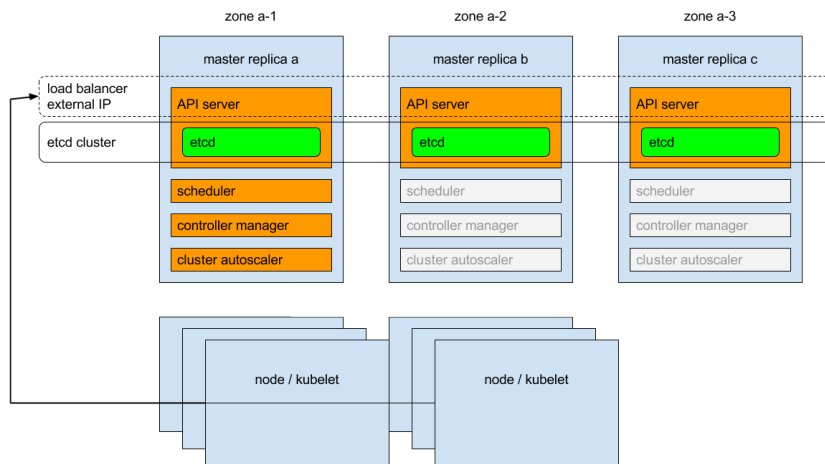 zone a-1
zone a-2
zone a-3
master replica a
master replica b
master replica c
load balancer
external IP
API server
API server
API server
etcd cluster
etcd
etcd
etcd
scheduler
scheduler
scheduler
controller manager
controller manager
controller manager
cluster autoscaler
cluster autoscaler
cluster autoscaler
node / kubelet
node / kubelet